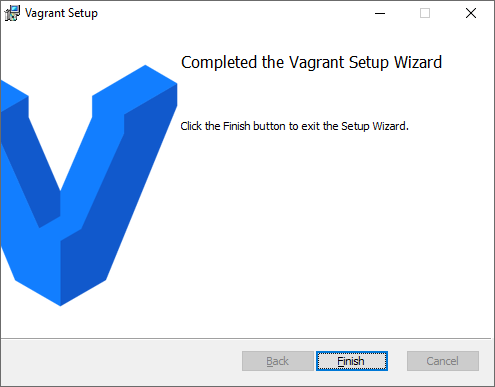 Vagrant Setup
Completed the Vagrant Setup Wizard
Click the Finish button to exit the Setup Wizard.
Back
Finish
Cancel